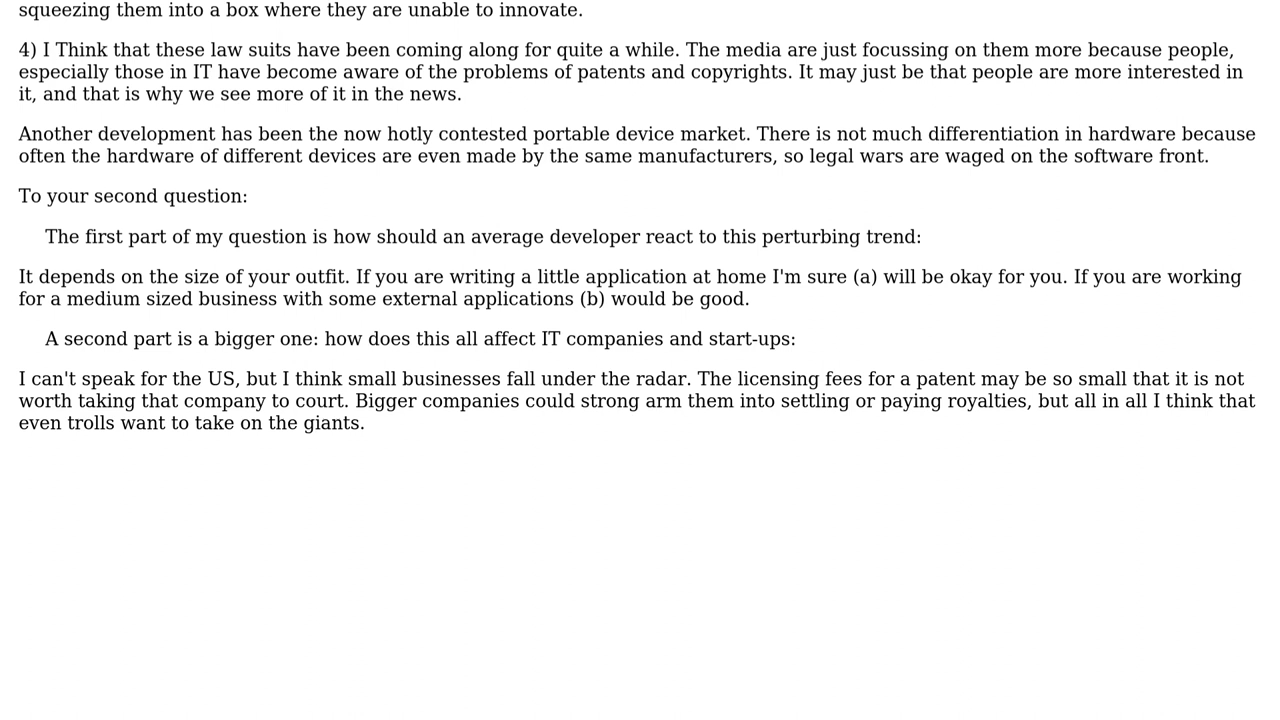 squeezing them into a box where they are unable to innovate.
4) I Think that these law suits have been coming along for quite a while. The media are just focussing on them more because people,
especially those in IT have become aware of the problems of patents and copyrights. It may just be that people are more interested in
it, and that is why we see more of it in the news.
Another development has been the now hotly contested portable device market. There is not much differentiation in hardware because
often the hardware of different devices are even made by the same manufacturers, so legal wars are waged on the software front.
To your second question:
The first part of my question is how should an average developer react to this perturbing trend:
It depends on the size of your outfit. If you are writing a little application at home I'm sure (a) will be okay for you. If you are working
for a medium sized business with some external applications (b) would be good.
A second part is a bigger one: how does this all affect IT companies and start-ups:
I can't speak for the US, but I think small businesses fall under the radar. The licensing fees for a patent may be so small that it is not
worth taking that company to court. Bigger companies could strong arm them into settling or paying royalties, but all in all I think that
even trolls want to take on the giants.